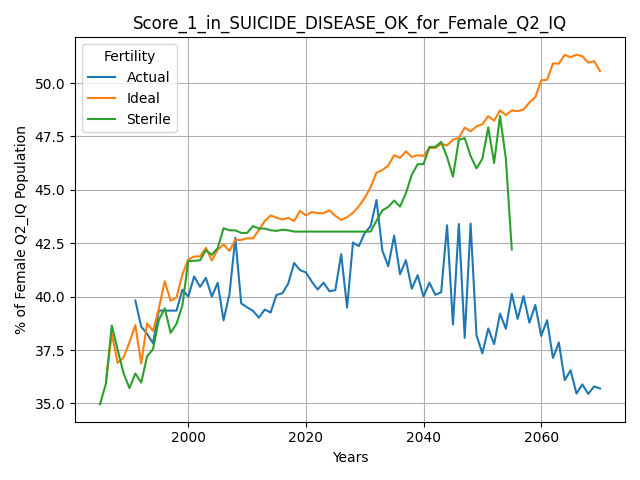 Score_1_in_SUICIDE_DISEASE_OK_for_Female_Q2_IQ
Fertility
Actual
Ideal
Sterile
% of Female Q2_IQ Population
50.0
47.5
45.0
42.5
40.0
37.5
35.0
2000
2020
2040
2060
Years